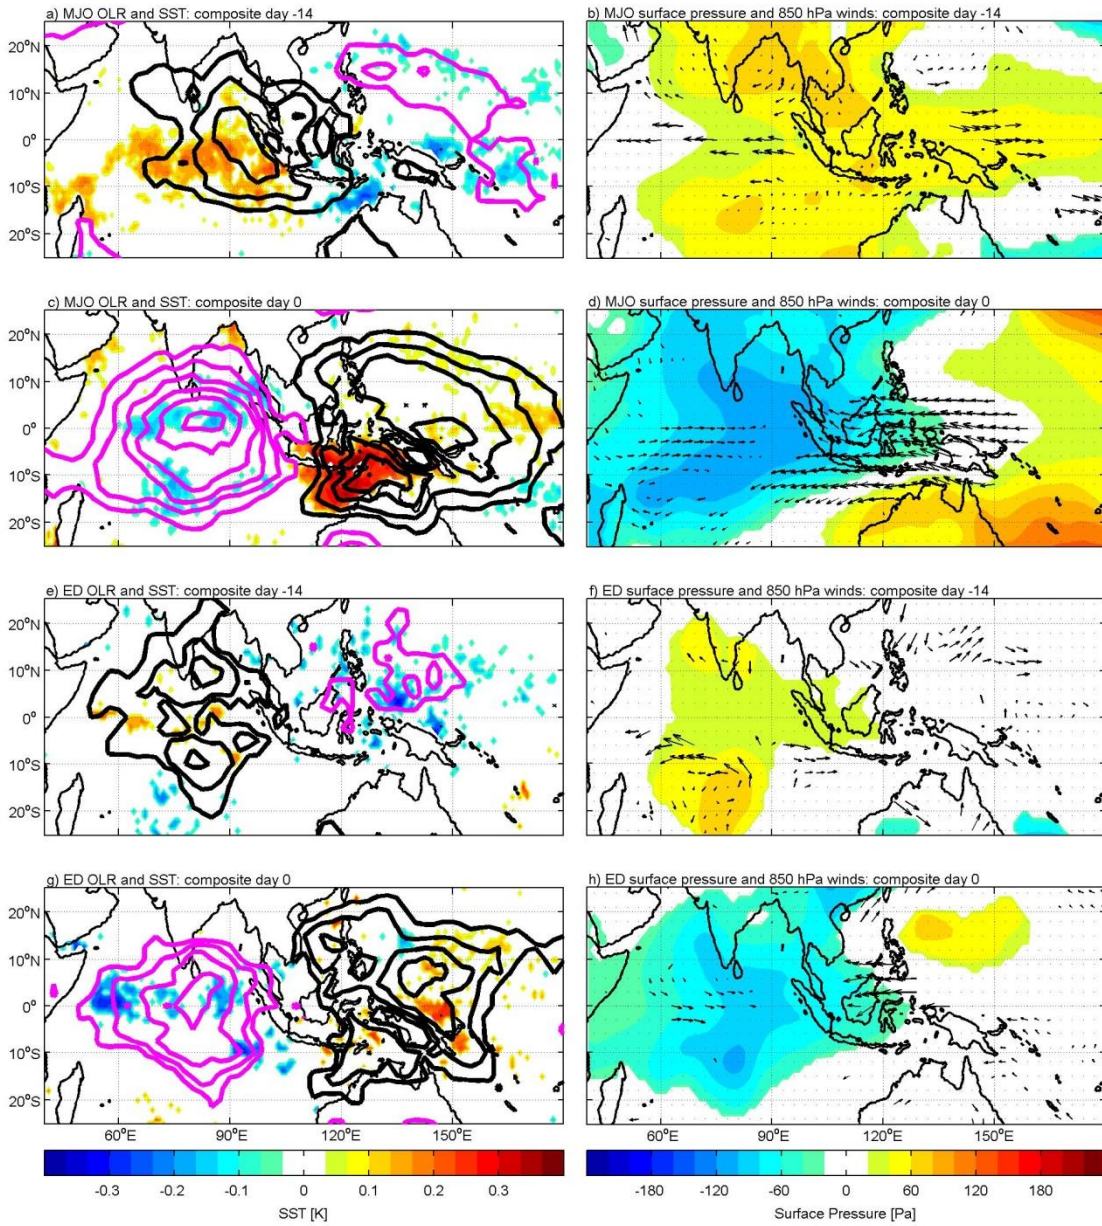 a) MJO OLR and SST: composite day -14
b) MJO surface pressure and 850 hPa winds: composite day -14
20°N
10°N
0°
10°S
20°S
c) MJO OLR and SST: composite day 0
d) MJO surface pressure and 850 hPa winds: composite day 0
20°N
10°N
0°
10°S
20°S
e) ED OLR and SST: composite day -14
f) ED surface pressure and 850 hPa winds: composite day -14
20°N
10°N
0°
10°S
20°S
g) ED OLR and SST: composite day 0
h) ED surface pressure and 850 hPa winds: composite day 0
20°N
10°N
0°
10°S
20°S
60°E 90°E 120°E 150°E
60°E 90°E 120°E 150°E
-0.3 -0.2 -0.1 0 0.1 0.2 0.3
-180 -120 -60 0 60 120 180
SST [K]
Surface Pressure [Pa]